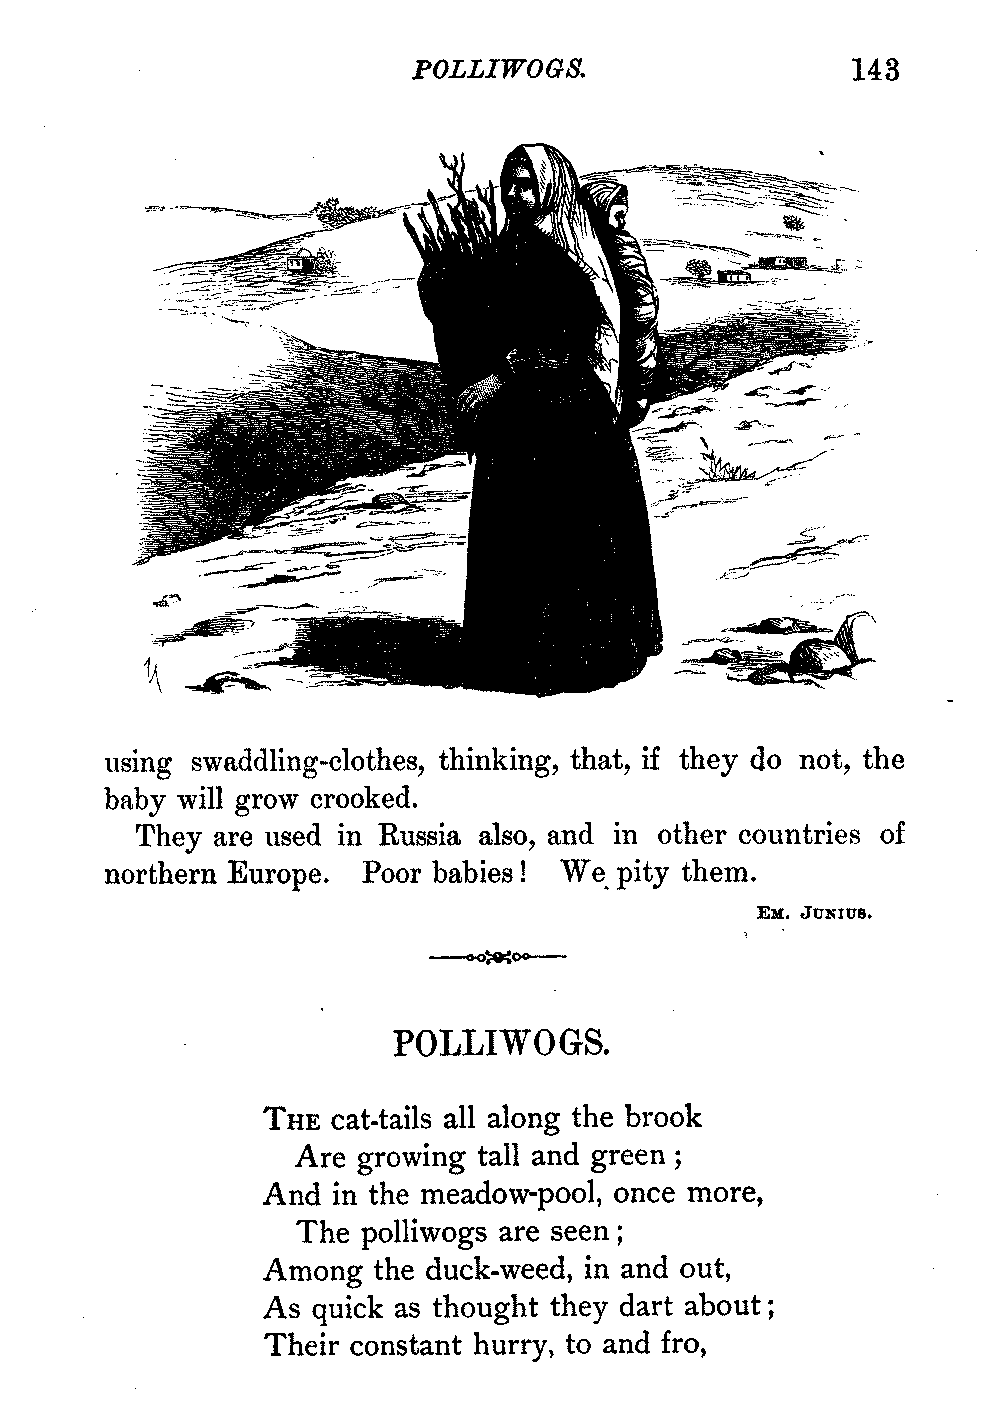 POLLIWOGS. 143
using swaddling-clothes, thinking, that, if they do not, the
baby will grow crooked.
They are used in Russia also, and in other countries of
northern Europe. Poor babies! We pity them.
EM. JUNIUS.
POLLIWOGS.
THE cat-tails all along the brook
Are growing tall and green;
And in the meadow-pool, once more,
The polliwogs are seen;
Among the duck-weed, in and out,
As quick as thought they dart about;
Their constant hurry, to and fro,